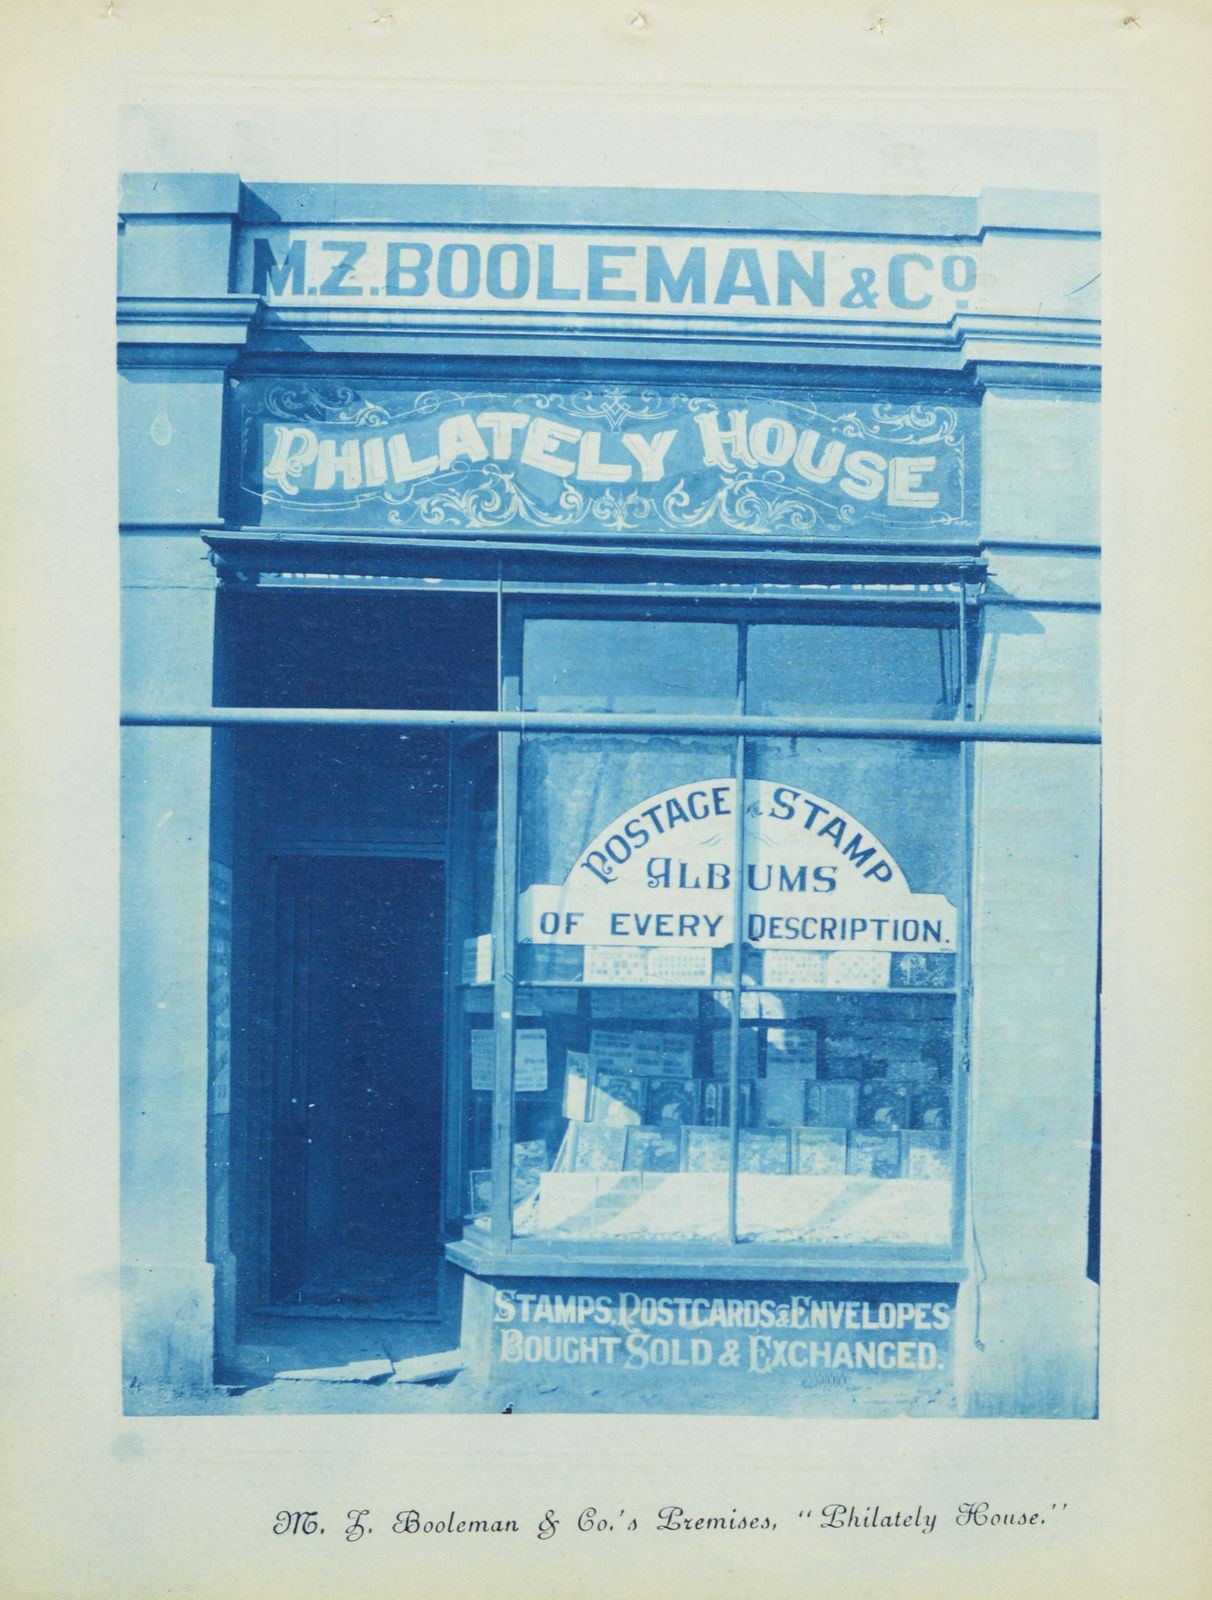 M.Z.BOOLEMAN & Co.
PHILATELY HOUSE
POSTAGE & STAMP
ALBUMS
OF EVERY DESCRIPTION.
STAMPS, POSTCARDS & ENVELOPES
BOUGHT SOLD & EXCHANGED.
M. Z. Booleman & Co.'s Premises, "Philately House."